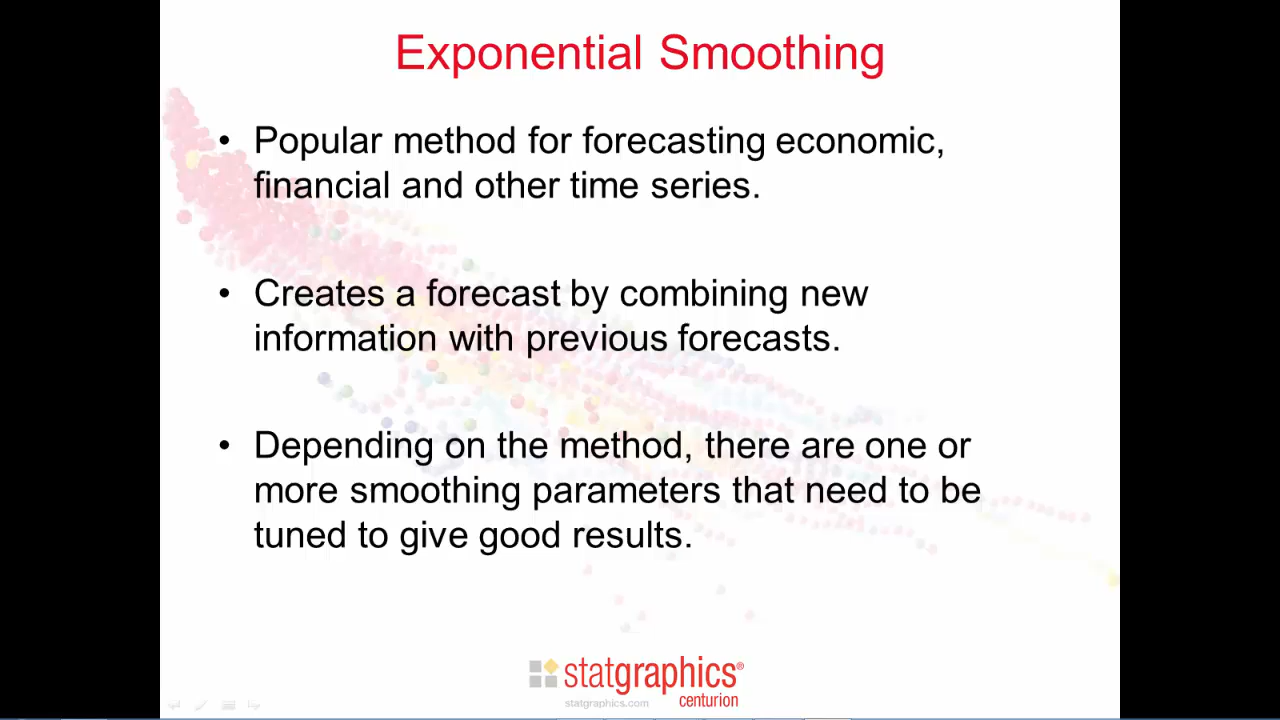 Exponential Smoothing
• Popular method for forecasting economic,
financial and other time series.
• Creates a forecast by combining new
information with previous forecasts.
• Depending on the method, there are one or
more smoothing parameters that need to be
tuned to give good results.
statgraphics®
statgraphics.com
centurion